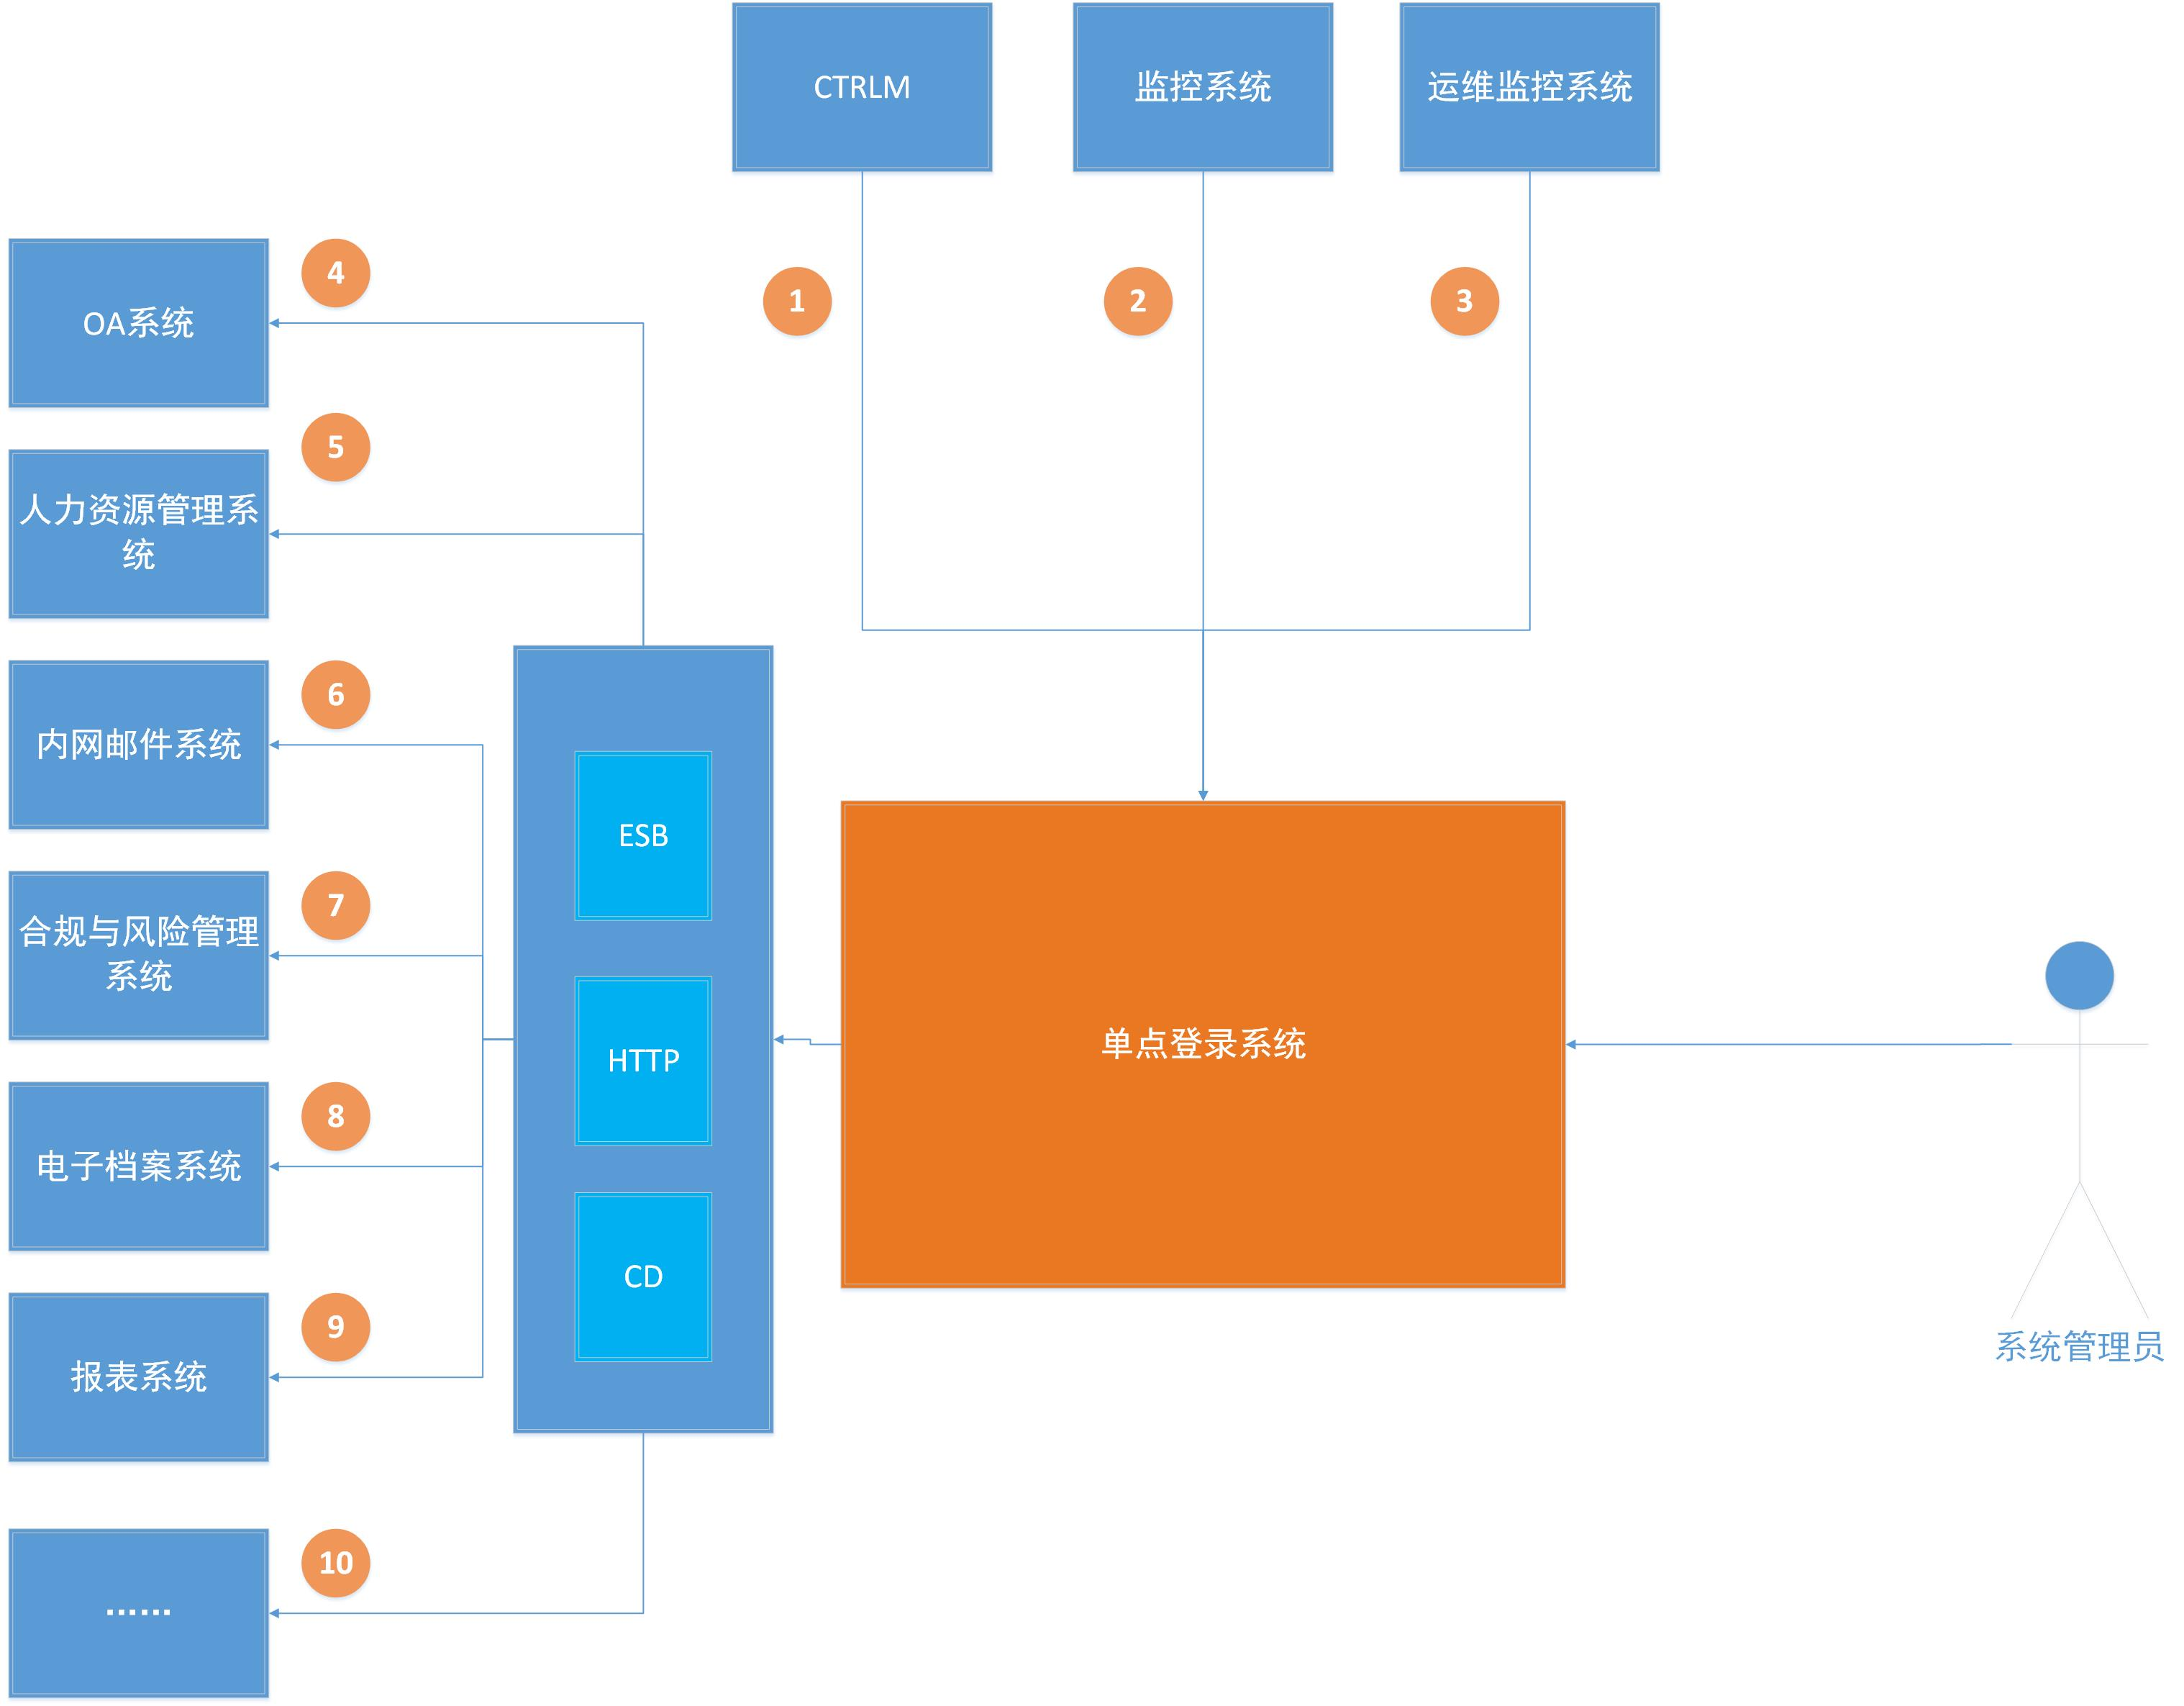 CTRLM
监控系统
运维监控系统
4
1
2
3
OA系统
5
人力资源管理系
统
6
内网邮件系统
ESB
7
合规与风险管理
系统
HTTP
单点登录系统
8
电子档案系统
CD
9
报表系统
系统管理员
10
......